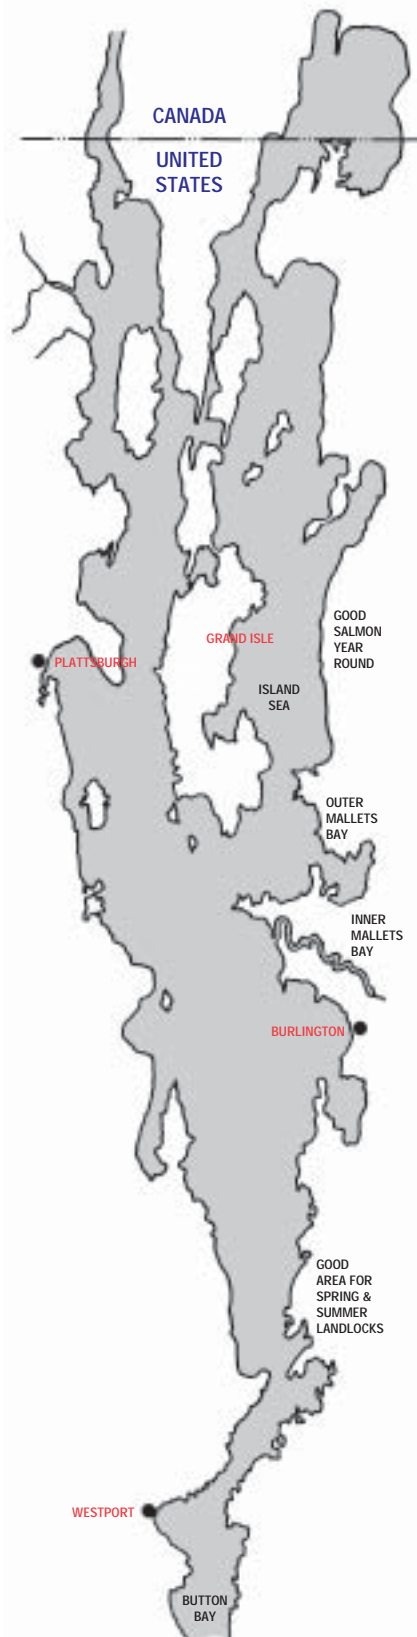 CANADA
UNITED
STATES
GOOD
SALMON
YEAR
ROUND
GRAND ISLE
PLATTSBURGH
ISLAND
SEA
OUTER
MALLETS
BAY
INNER
MALLETS
BAY
BURLINGTON
GOOD
AREA FOR
SPRING &
SUMMER
LANDLOCKS
WESTPORT
BUTTON
BAY